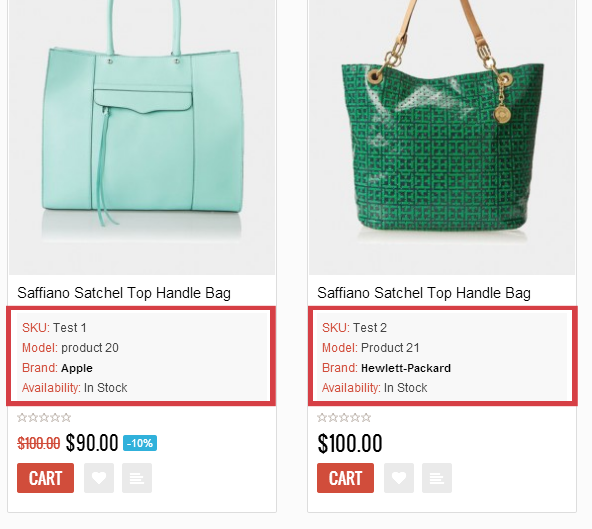 Saffiano Satchel Top Handle Bag
SKU: Test 1
Model: product 20
Brand: Apple
Availability: In Stock
$100.00 $90.00 -10%
CART
Saffiano Satchel Top Handle Bag
SKU: Test 2
Model: Product 21
Brand: Hewlett-Packard
Availability: In Stock
$100.00
CART